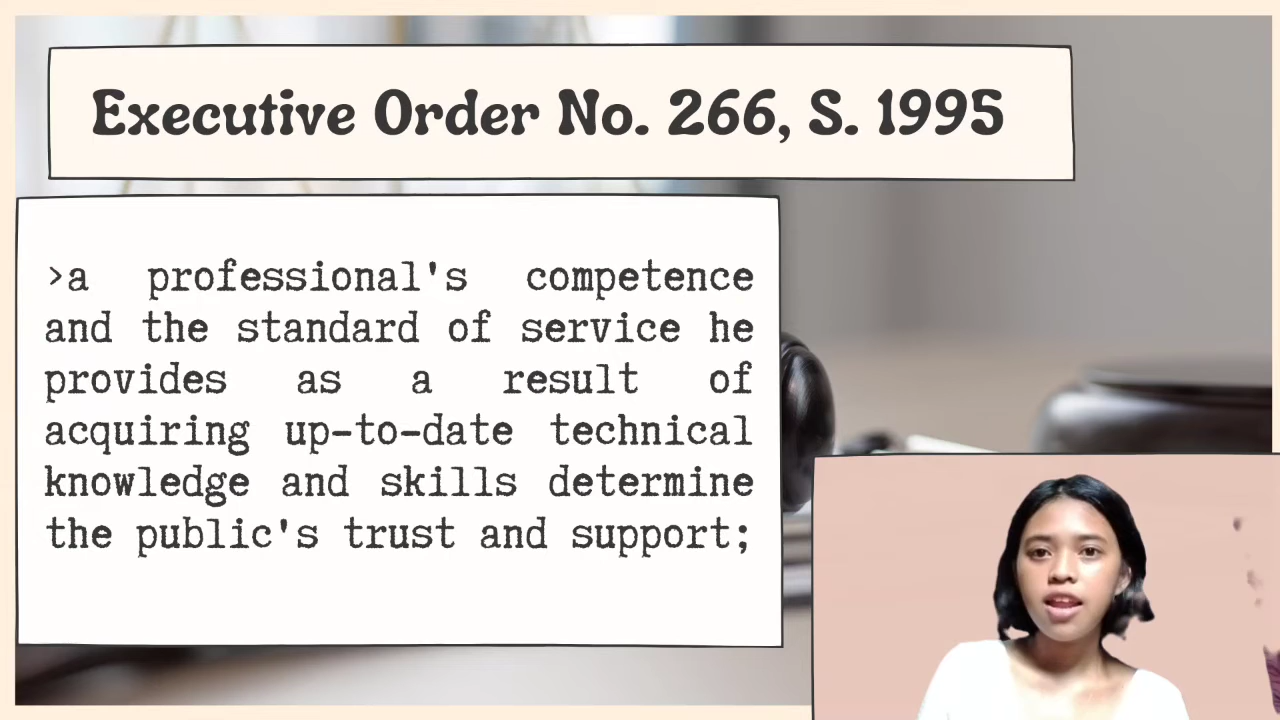 Executive Order No. 266, S. 1995
>a professional's competence
and the standard of service he
provides as a result of
acquiring up-to-date technical
knowledge and skills determine
the public's trust and support;